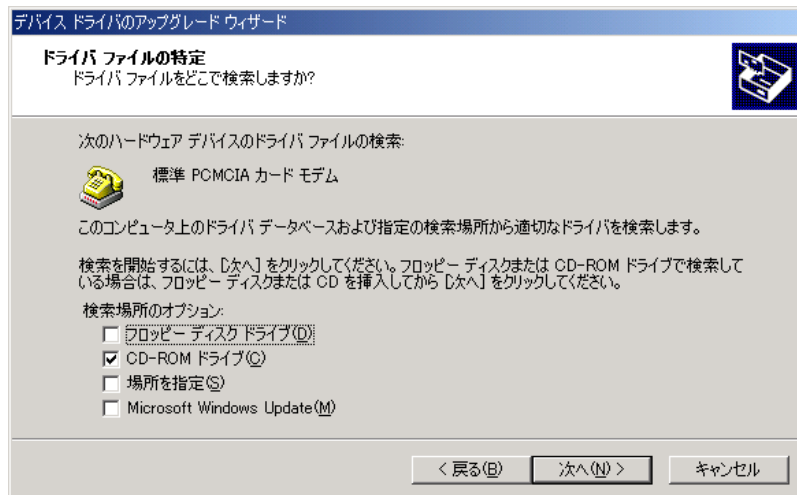 デバイス ドライバのアップグレード ウィザード
ドライバ ファイルの特定
ドライバ ファイルをどこで検索しますか?
次のハードウェア デバイスのドライバ ファイルの検索:
標準 PCMCIA カード モデム
このコンピュータ上のドライバ データベースおよび指定の検索場所から適切なドライバを検索します。
検索を開始するには、[次へ] をクリックしてください。フロッピー ディスクまたは CD-ROM ドライブで検索して
いる場合は、フロッピー ディスクまたは CD を挿入してから [次へ] をクリックしてください。
検索場所のオプション:
フロッピー ディスク ドライブ(D)
CD-ROM ドライブ(C)
場所を指定(S)
Microsoft Windows Update(M)
< 戻る(B) 次へ(N) > キャンセル